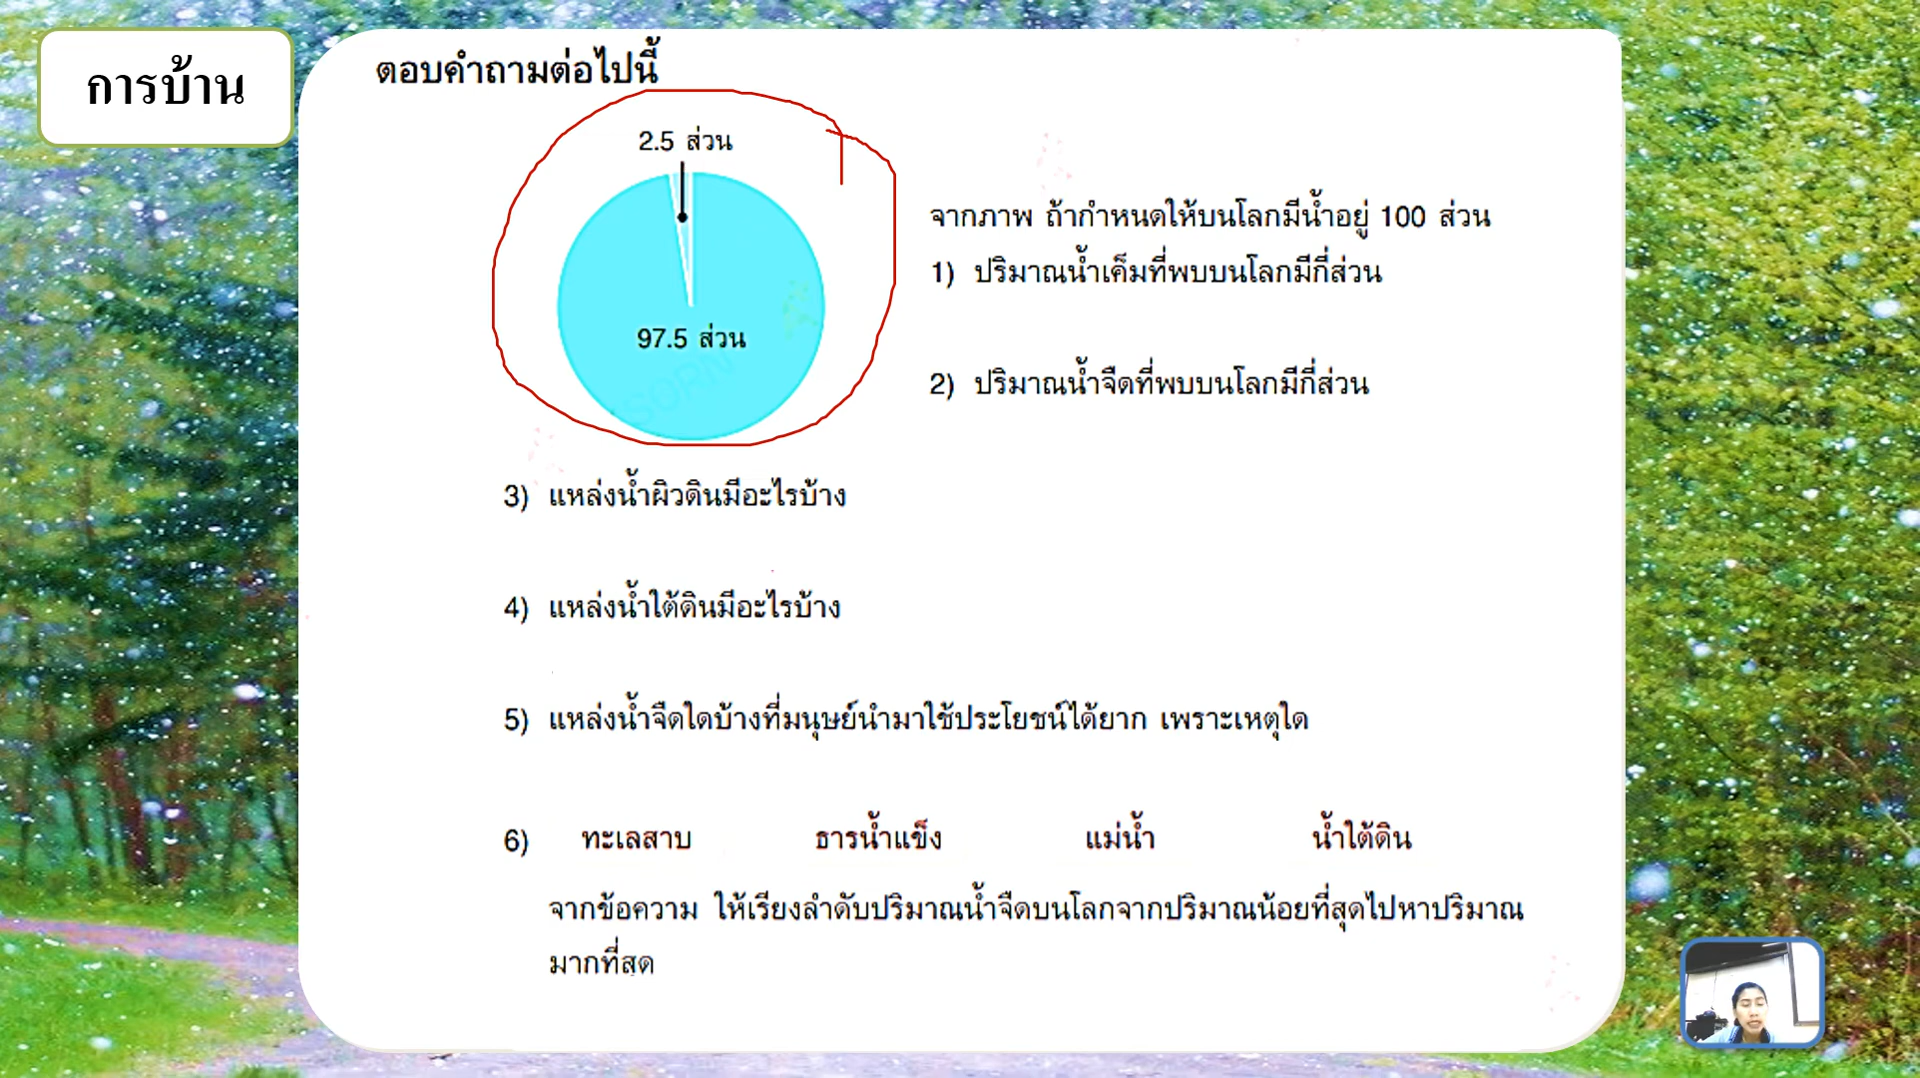 การบ้าน
ตอบคำถามต่อไปนี้
2.5 ส่วน
97.5 ส่วน
จากภาพ ถ้ากำหนดให้บนโลกมีน้ำอยู่ 100 ส่วน
1) ปริมาณน้ำเค็มที่พบบนโลกมีกี่ส่วน
2) ปริมาณน้ำจืดที่พบบนโลกมีกี่ส่วน
3) แหล่งน้ำผิวดินมีอะไรบ้าง
4) แหล่งน้ำใต้ดินมีอะไรบ้าง
5) แหล่งน้ำจืดใดบ้างที่มนุษย์นำมาใช้ประโยชน์ได้ยาก เพราะเหตุใด
6) ทะเลสาบ ธารน้ำแข็ง แม่น้ำ น้ำใต้ดิน
จากข้อความ ให้เรียงลำดับปริมาณน้ำจืดบนโลกจากปริมาณน้อยที่สุดไปหาปริมาณ
มากที่สุด